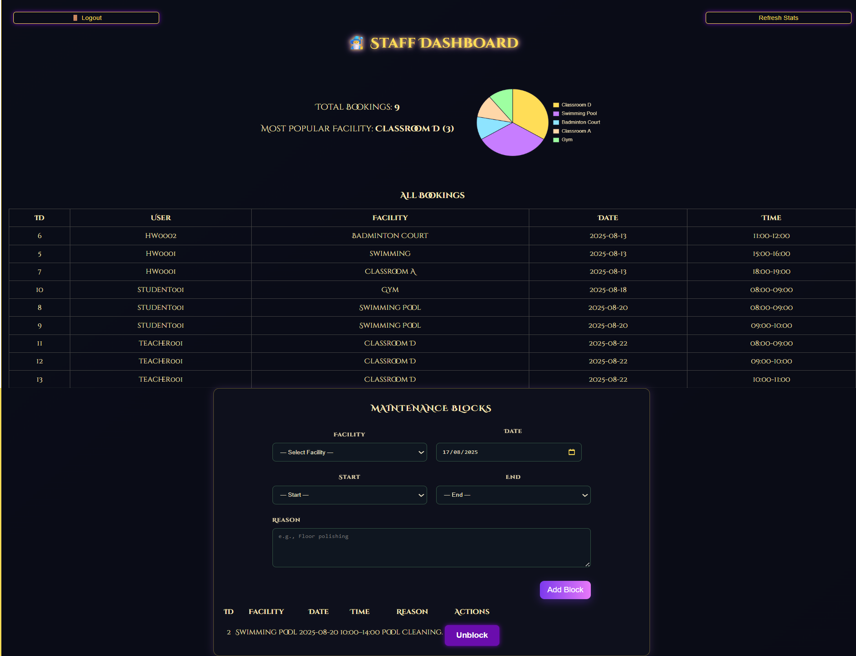 Logout
Refresh Stats
Staff Dashboard
Total Bookings: 9
Most Popular Facility: Classroom D (3)
Classroom D
Swimming Pool
Badminton Court
Classroom A
Gym
All Bookings
ID User Facility Date Time
6 HW0002 Badminton Court 2025-08-13 11:00-12:00
5 HW0001 Swimming 2025-08-13 15:00-16:00
7 HW0001 Classroom A 2025-08-13 18:00-19:00
10 student001 Gym 2025-08-18 08:00-09:00
8 student001 Swimming Pool 2025-08-20 08:00-09:00
9 student001 Swimming Pool 2025-08-20 09:00-10:00
11 teacher001 Classroom D 2025-08-22 08:00-09:00
12 teacher001 Classroom D 2025-08-22 09:00-10:00
13 teacher001 Classroom D 2025-08-22 10:00-11:00
Maintenance Blocks
Facility Date
— Select Facility — 17/08/2025
Start End
— Start — — End —
Reason
e.g., Floor polishing
Add Block
ID Facility Date Time Reason Actions
2 Swimming Pool 2025-08-20 10:00–14:00 Pool cleaning. Unblock